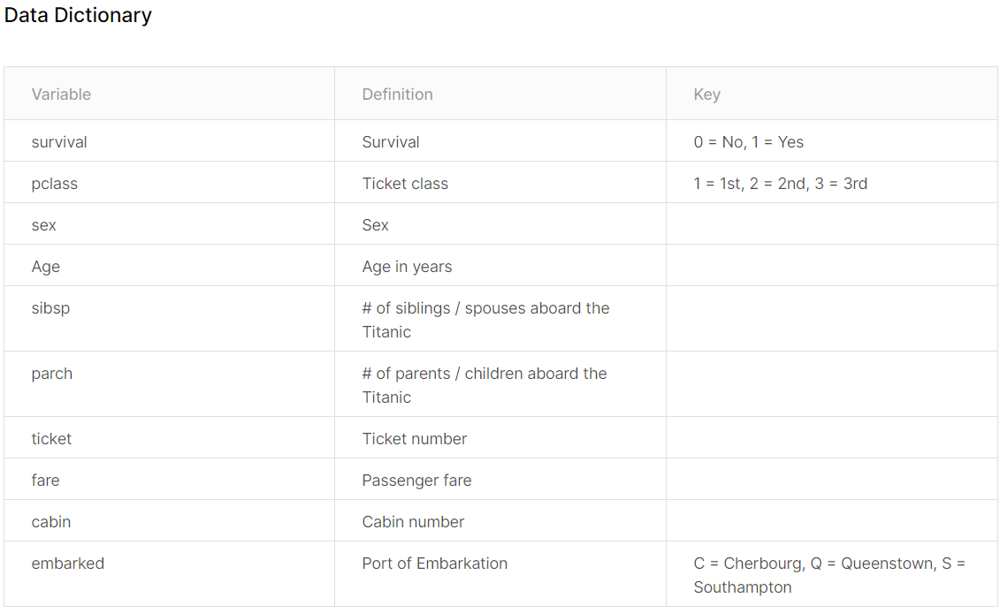 Data Dictionary
Variable Definition Key
survival Survival 0 = No, 1 = Yes
pclass Ticket class 1 = 1st, 2 = 2nd, 3 = 3rd
sex Sex
Age Age in years
sibsp # of siblings / spouses aboard the
Titanic
parch # of parents / children aboard the
Titanic
ticket Ticket number
fare Passenger fare
cabin Cabin number
embarked Port of Embarkation C = Cherbourg, Q = Queenstown, S =
Southampton